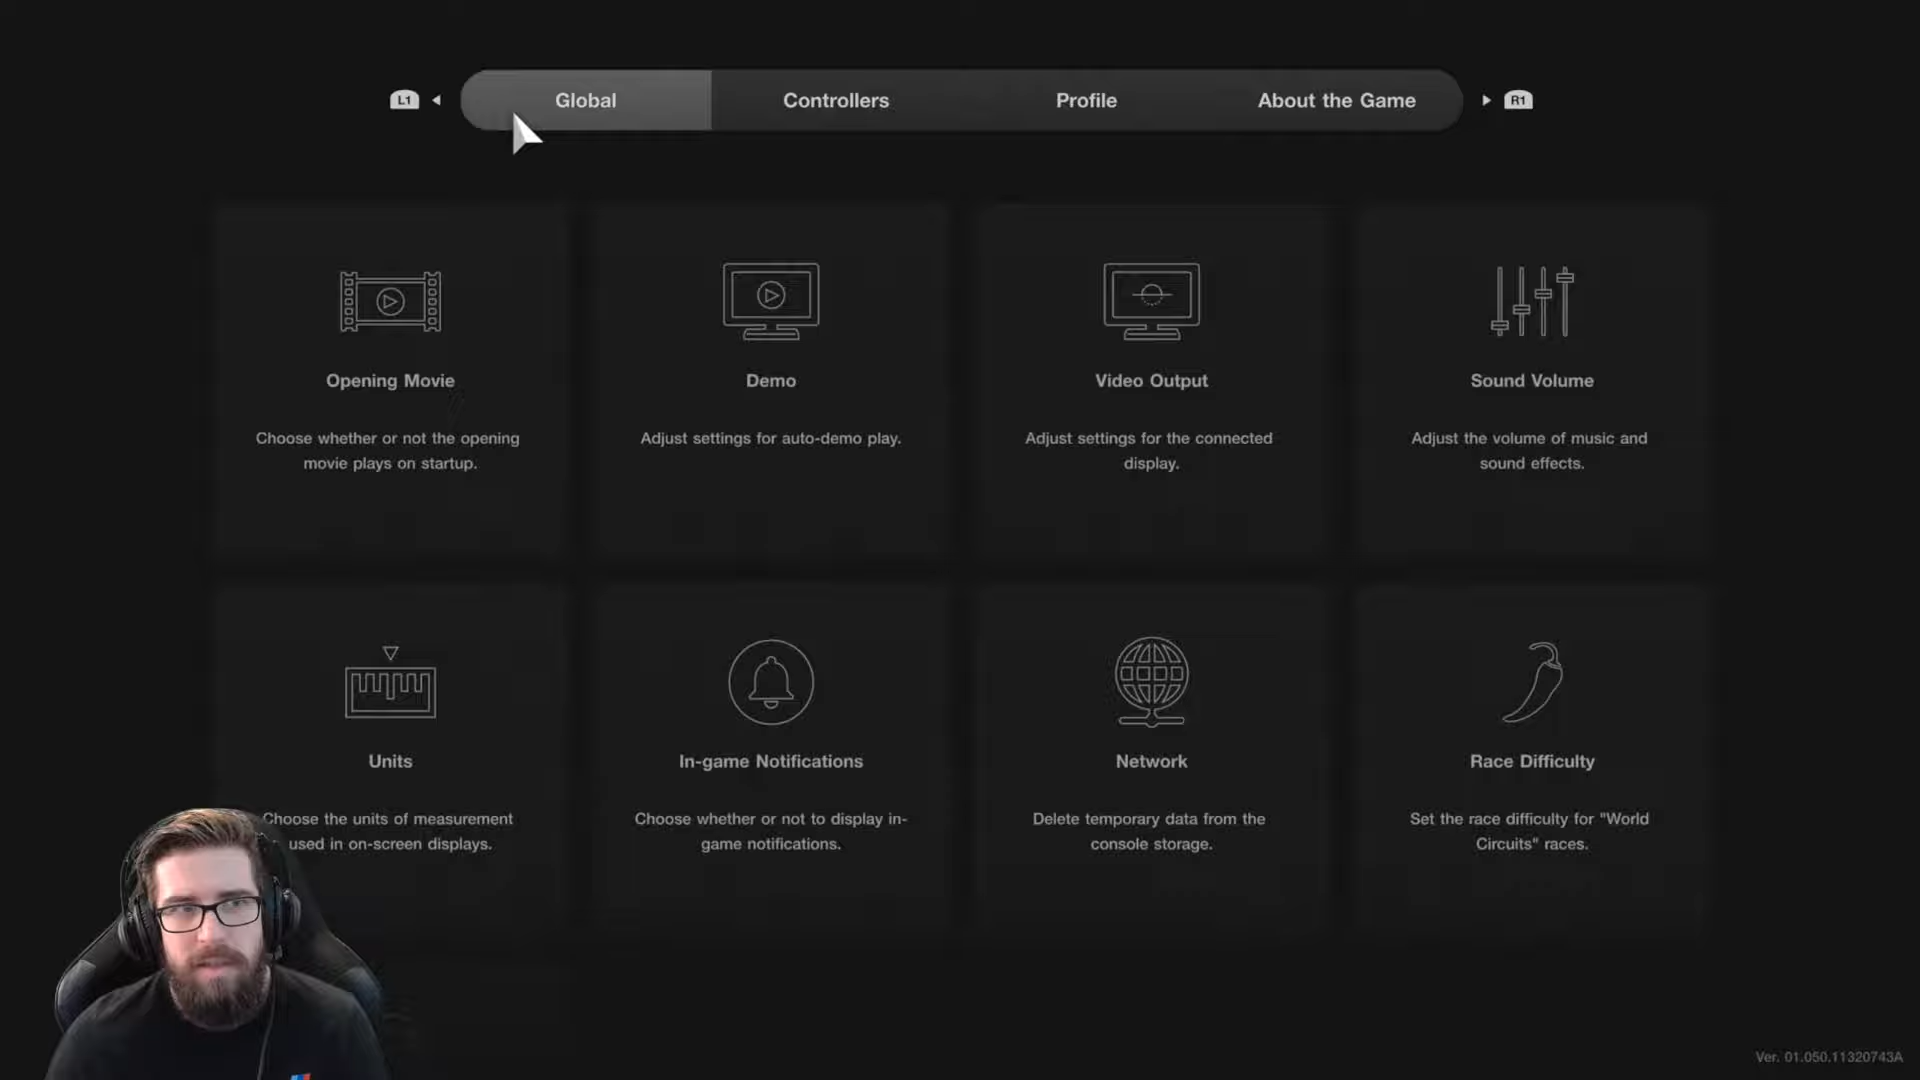 L1
Global
Controllers
Profile
About the Game
R1
Opening Movie
Demo
Video Output
Sound Volume
Choose whether or not the opening
movie plays on startup.
Adjust settings for auto-demo play.
Adjust settings for the connected
display.
Adjust the volume of music and
sound effects.
Units
In-game Notifications
Network
Race Difficulty
Choose the units of measurement
used in on-screen displays.
Choose whether or not to display in-
game notifications.
Delete temporary data from the
console storage.
Set the race difficulty for "World
Circuits" races.
Ver. 01.050.11320743A